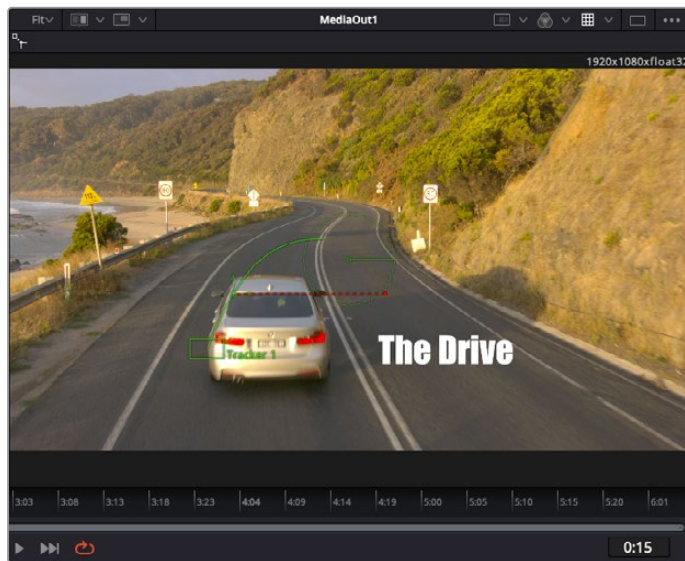 Fit MediaOut1
1920x1080xfloat32
Tracker 1
The Drive
3:03 3:08 3:13 3:18 3:23 4:04 4:09 4:14 4:19 5:00 5:05 5:10 5:15 5:20 6:01
0:15